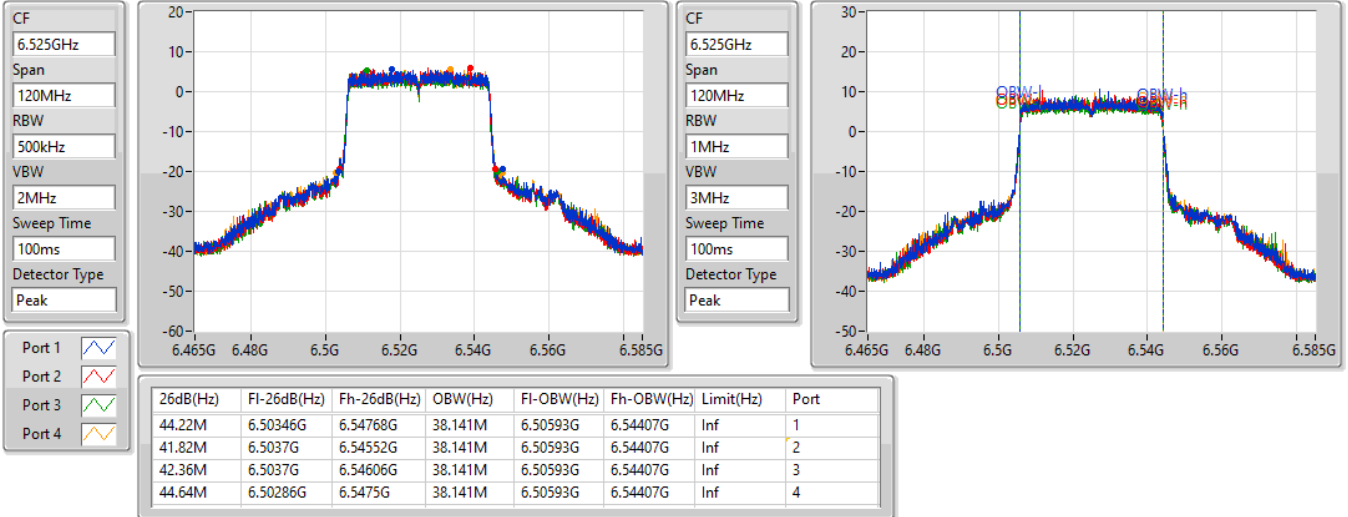 CF
6.525GHz
Span
120MHz
RBW
500kHz
VBW
2MHz
Sweep Time
100ms
Detector Type
Peak
20
10
0
-10
-20
-30
-40
-50
-60
6.465G 6.48G 6.5G 6.52G 6.54G 6.56G 6.585G
CF
6.525GHz
Span
120MHz
RBW
1MHz
VBW
3MHz
Sweep Time
100ms
Detector Type
Peak
30
20
10
0
-10
-20
-30
-40
-50
OBW-l OBW-h
6.465G 6.48G 6.5G 6.52G 6.54G 6.56G 6.585G
Port 1
Port 2
Port 3
Port 4
26dB(Hz) Fl-26dB(Hz) Fh-26dB(Hz) OBW(Hz) Fl-OBW(Hz) Fh-OBW(Hz) Limit(Hz) Port
44.22M 6.50346G 6.54768G 38.141M 6.50593G 6.54407G Inf 1
41.82M 6.5037G 6.54552G 38.141M 6.50593G 6.54407G Inf 2
42.36M 6.5037G 6.54606G 38.141M 6.50593G 6.54407G Inf 3
44.64M 6.50286G 6.5475G 38.141M 6.50593G 6.54407G Inf 4